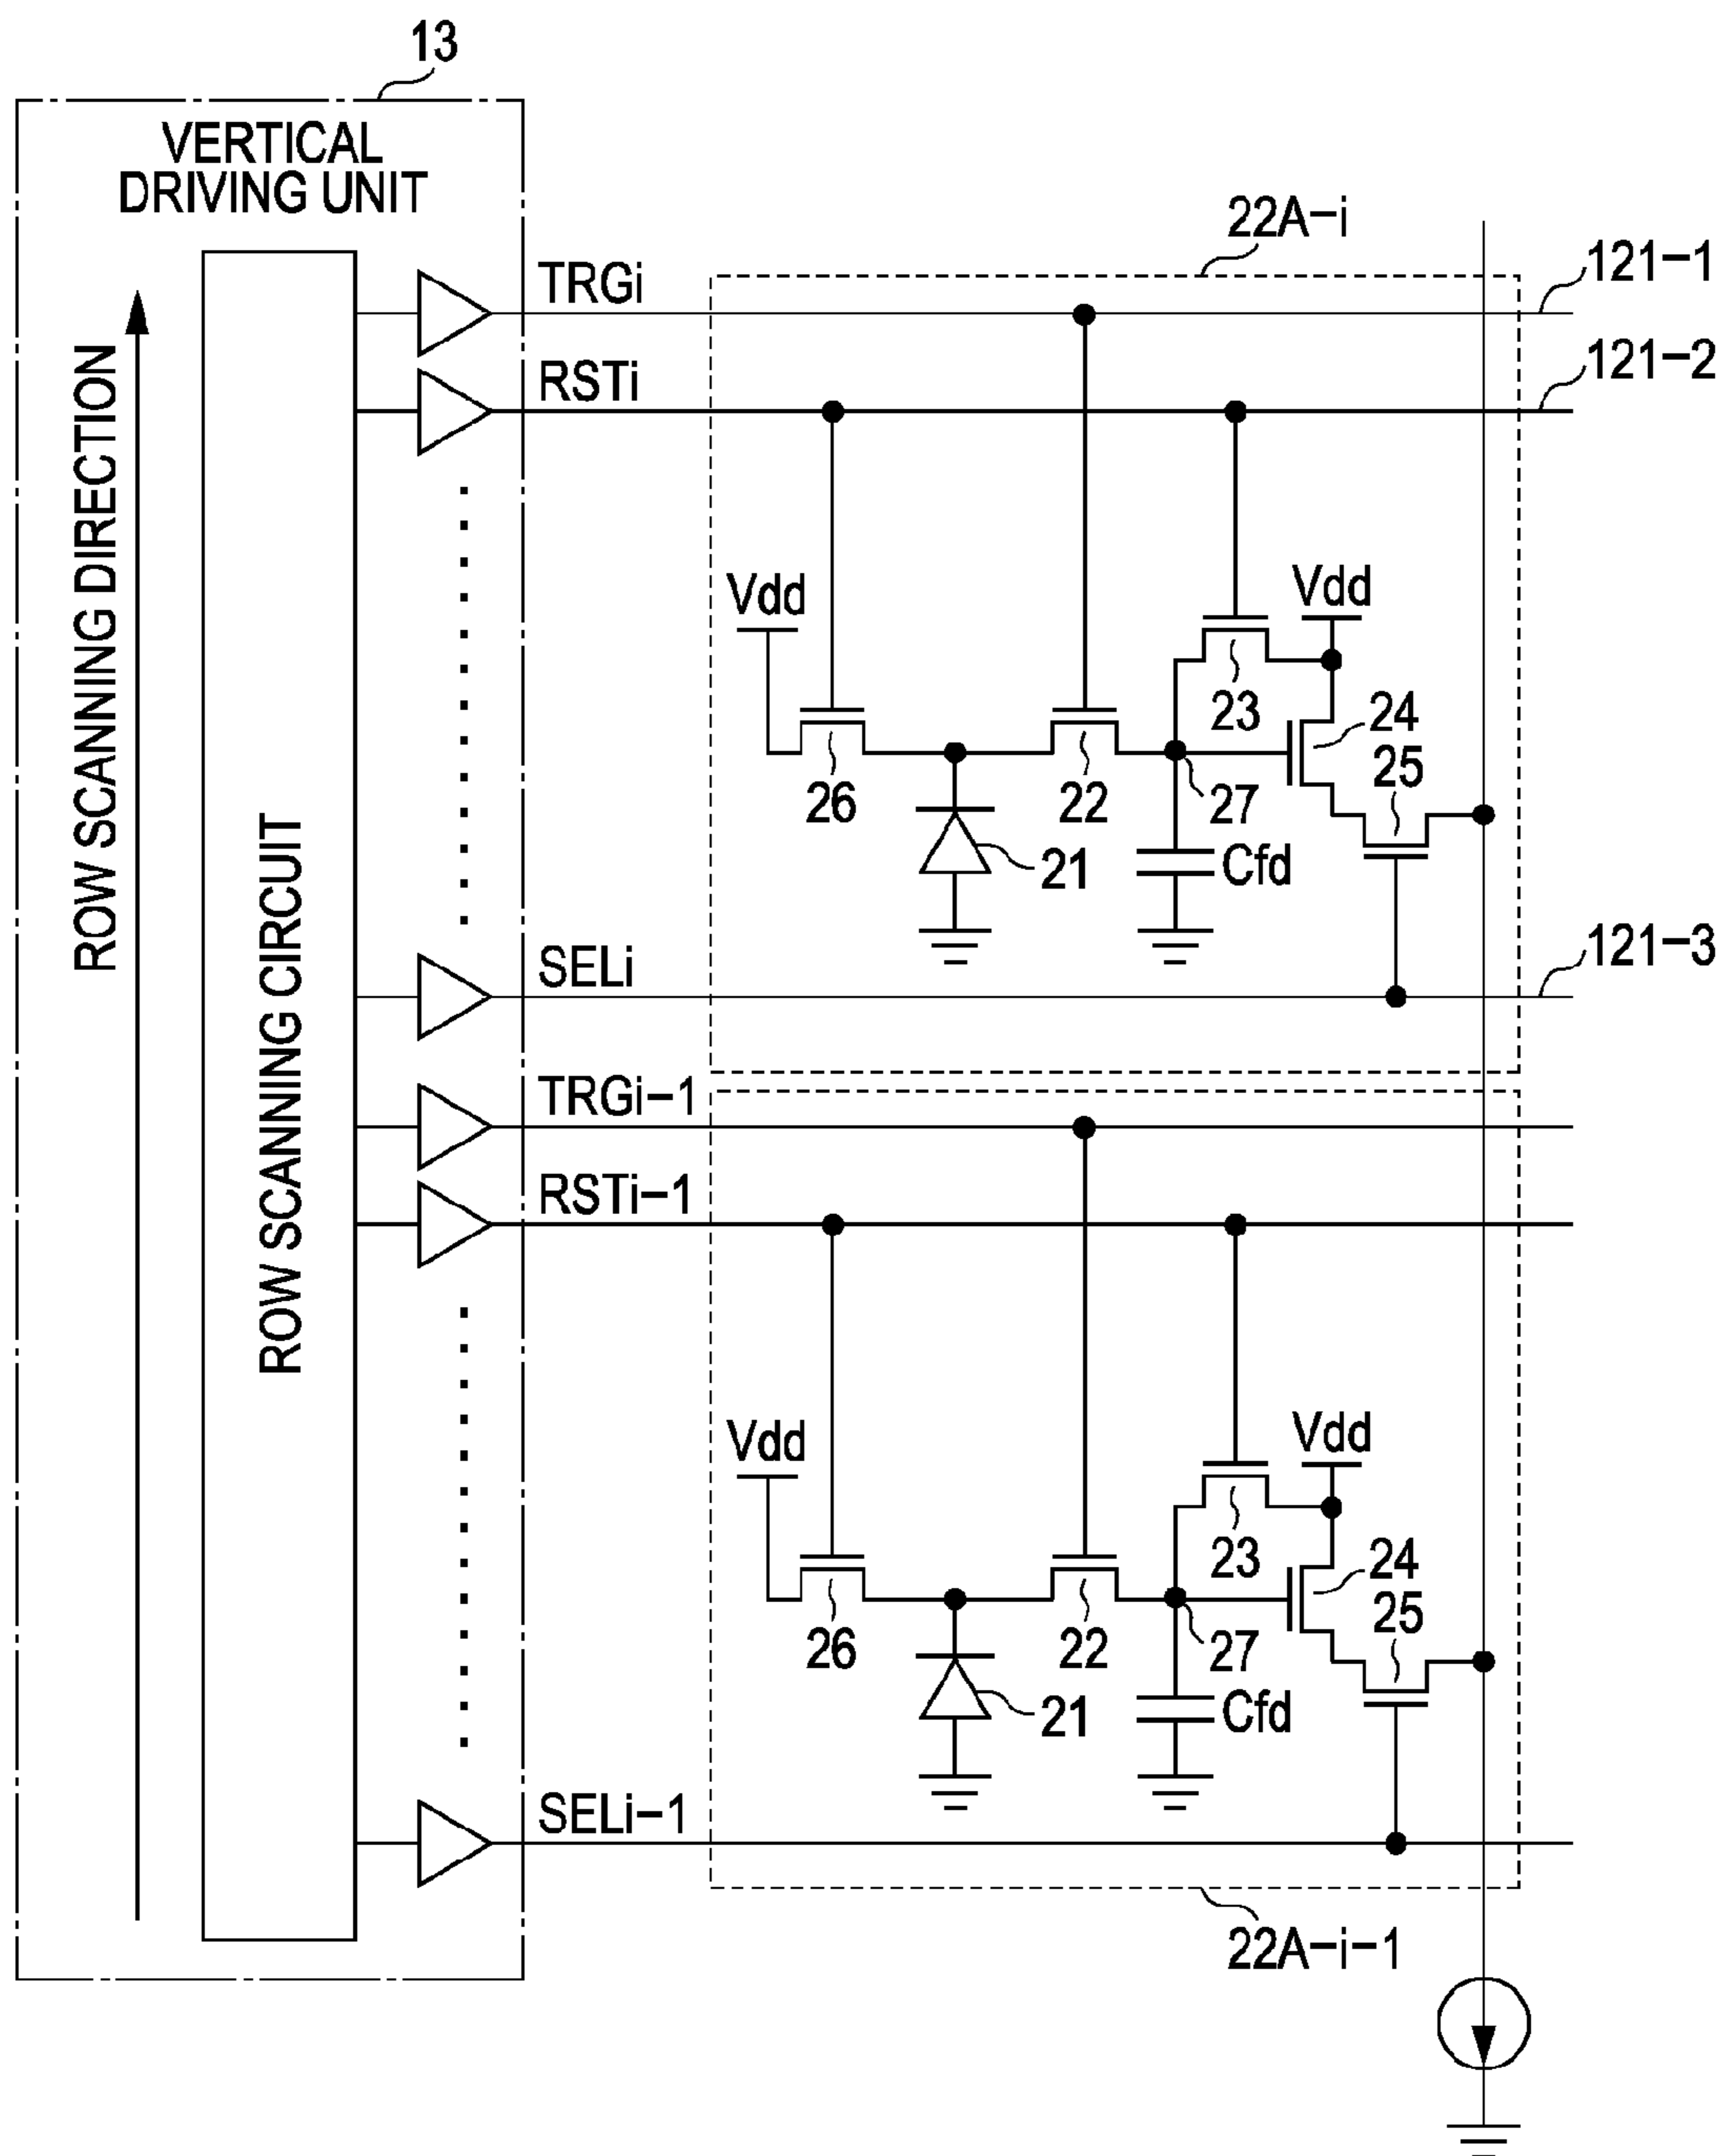 13
VERTICAL
DRIVING UNIT
ROW SCANNING DIRECTION
ROW SCANNING CIRCUIT
22A-i
TRGi
121-1
RSTi
121-2
Vdd
Vdd
23
24
26
22
27
25
21
Cfd
SELi
121-3
TRGi-1
RSTi-1
Vdd
Vdd
23
24
26
22
27
25
21
Cfd
SELi-1
22A-i-1